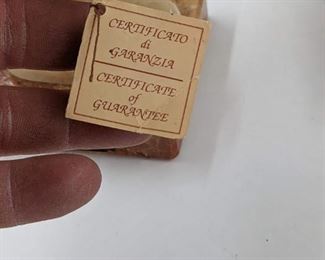 CERTIFICATO
di
GARANZIA
CERTIFICATE
of
GUARANTEE